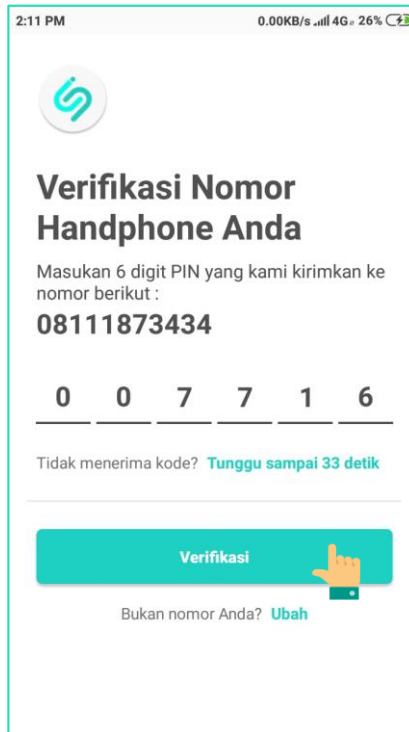 2:11 PM 0.00KB/s 4G 26%
Verifikasi Nomor
Handphone Anda
Masukan 6 digit PIN yang kami kirimkan ke
nomor berikut :
08111873434
0 0 7 7 1 6
Tidak menerima kode? Tunggu sampai 33 detik
Verifikasi
Bukan nomor Anda? Ubah